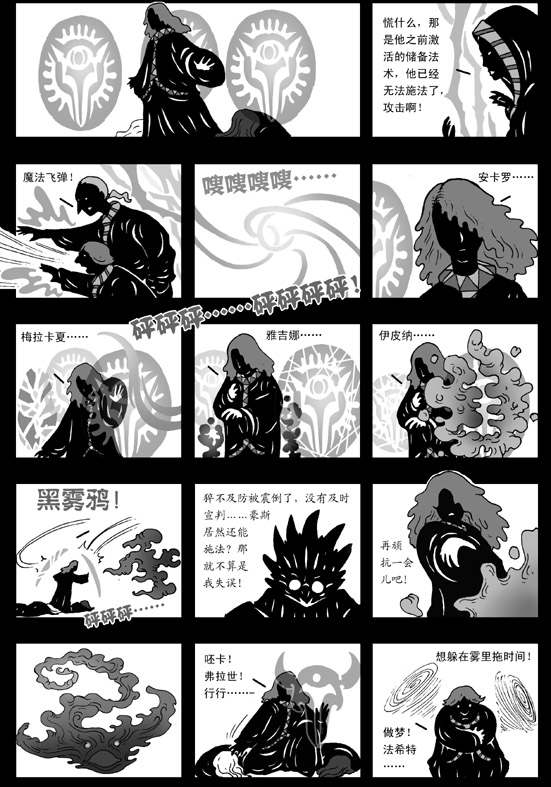 慌什么，那
是他之前激
活的储备法
术，他已经
无法施法了，
攻击啊！
魔法飞弹！
嗖嗖嗖嗖……
安卡罗……
砰砰砰……砰砰砰砰！
梅拉卡夏……
雅吉娜……
伊皮纳……
黑雾鸦！
砰砰砰……
猝不及防被震倒了，没有及时
宣判……豪斯
居然还能
施法？那
就不算是
我失误！
再顽
抗一会
儿吧！
呸卡！
弗拉世！
行行……
想躲在雾里拖时间！
做梦！
法希特
……